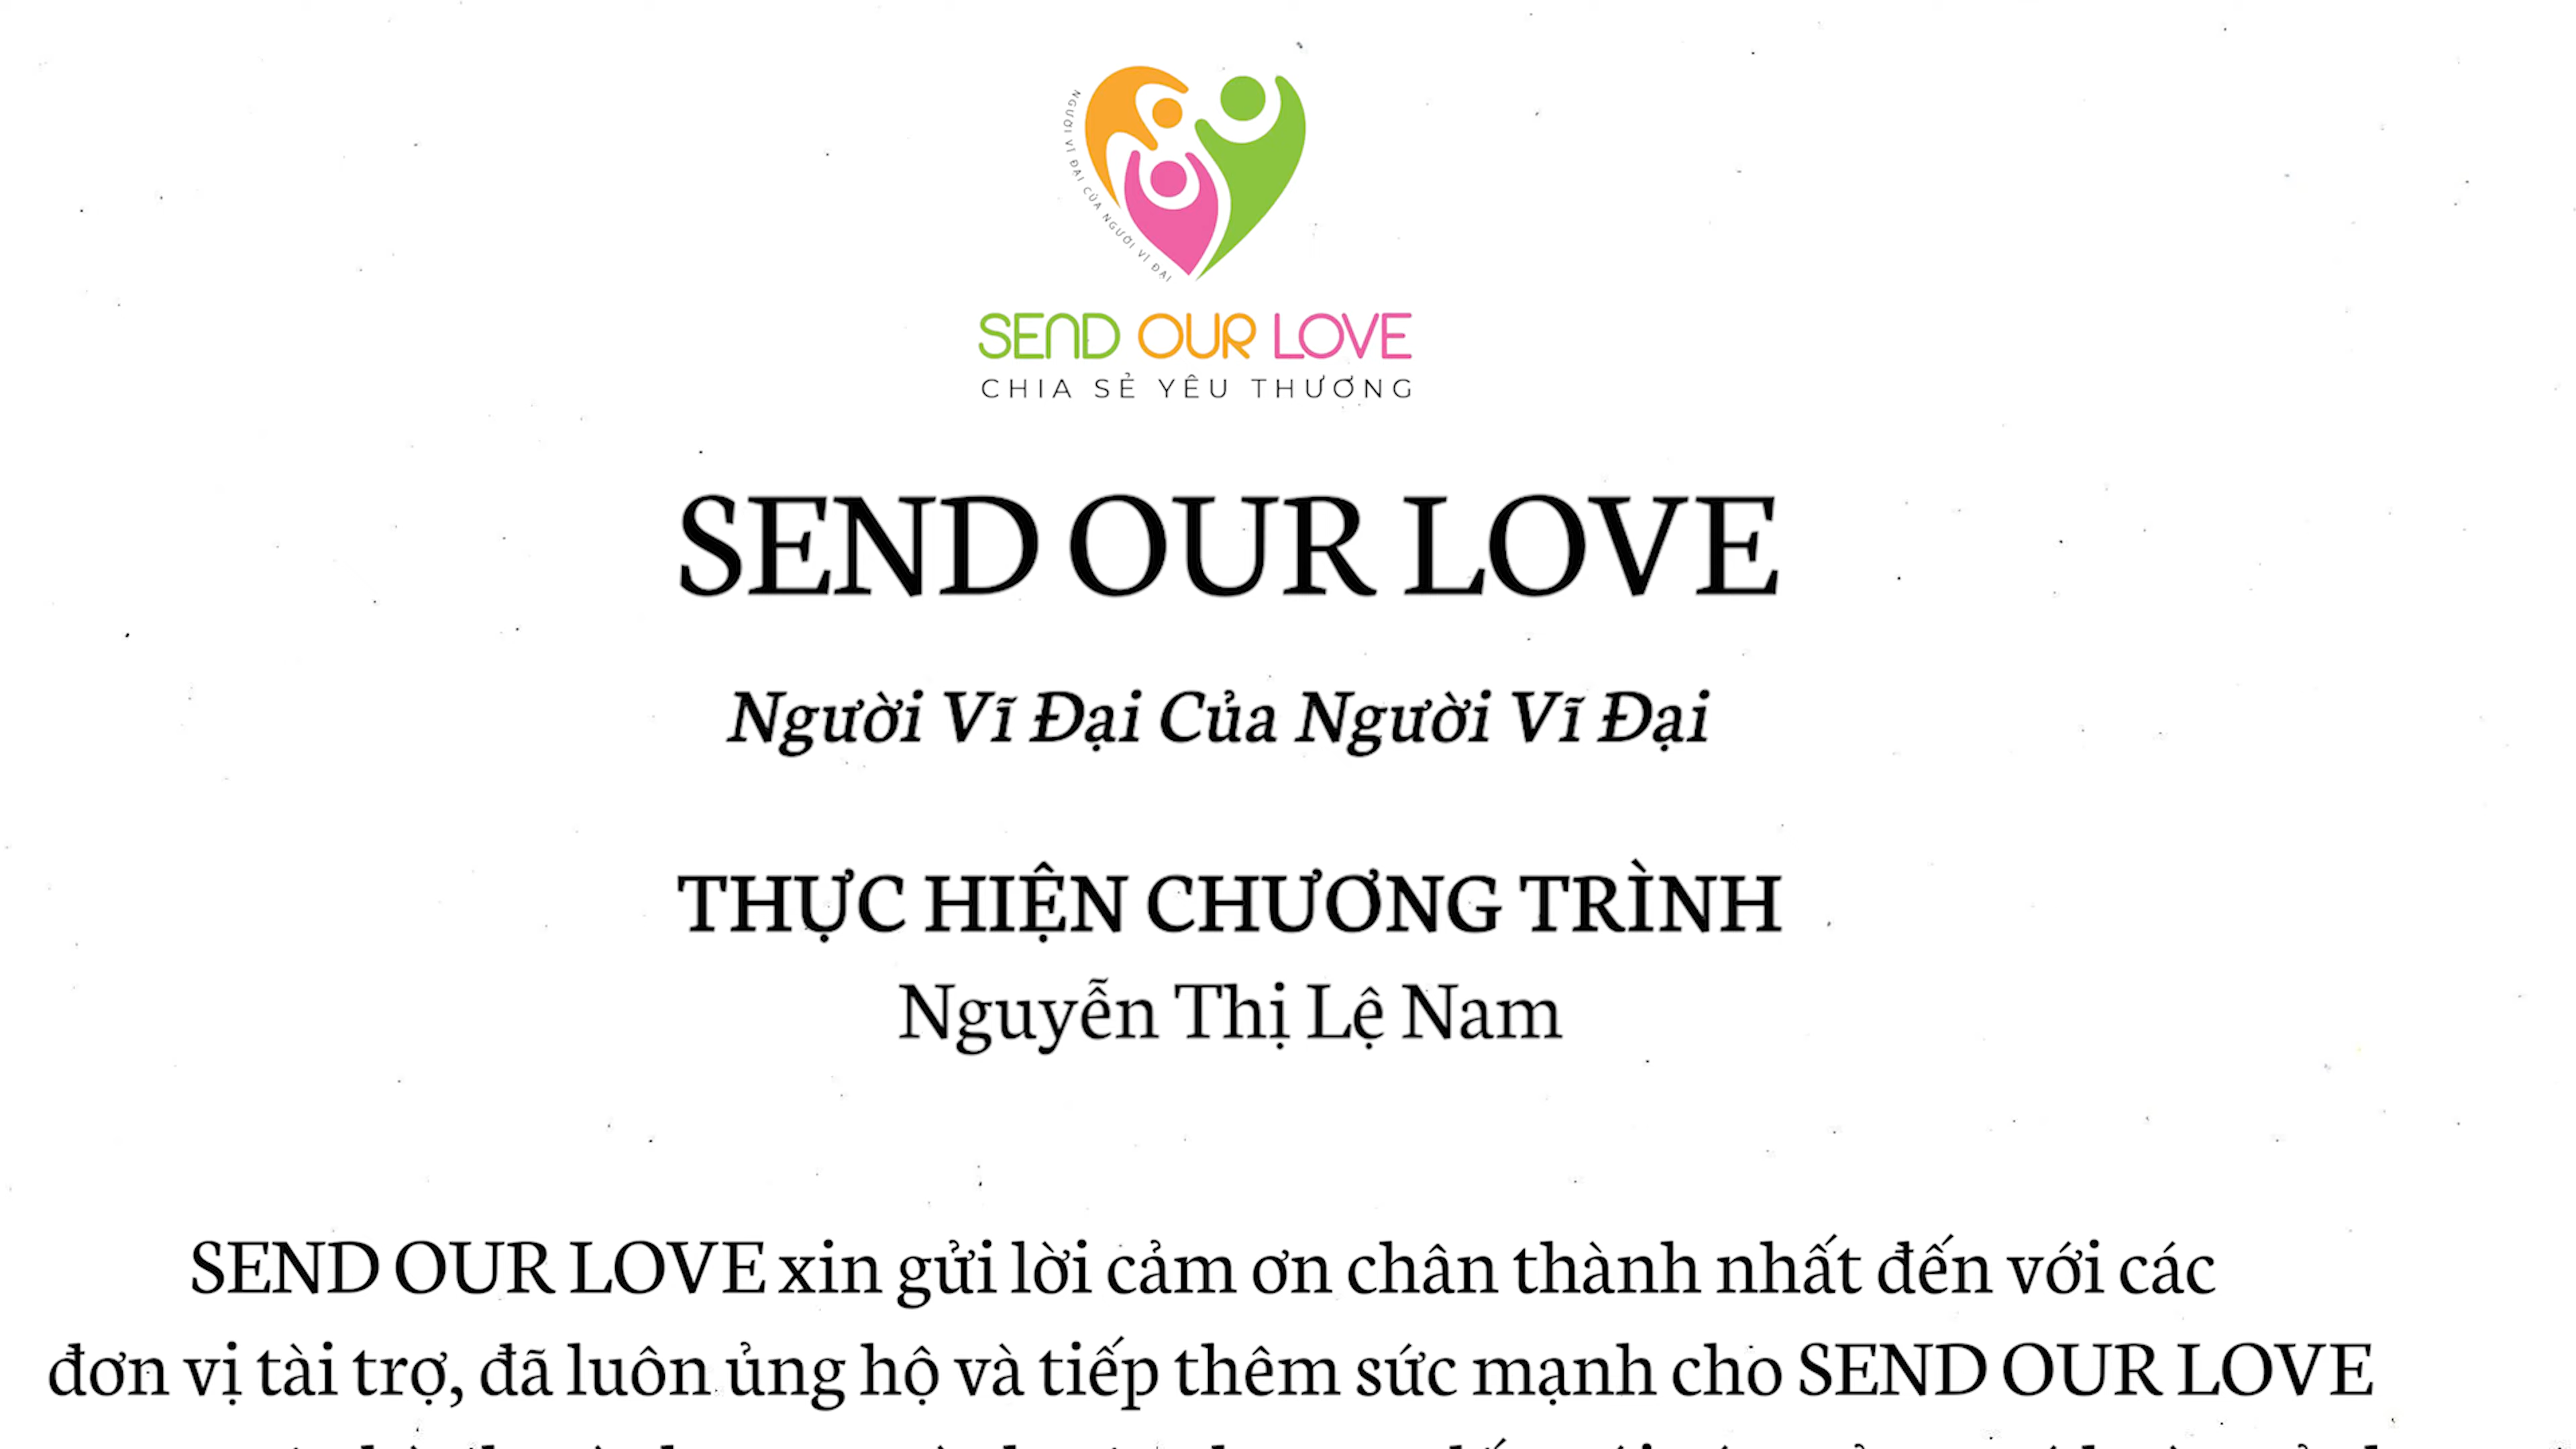 NGƯỜI VĨ ĐẠI CỦA NGƯỜI VĨ ĐẠI
SEND OUR LOVE
CHIA SẺ YÊU THƯƠNG
SEND OUR LOVE
Người Vĩ Đại Của Người Vĩ Đại
THỰC HIỆN CHƯƠNG TRÌNH
Nguyễn Thị Lệ Nam
SEND OUR LOVE xin gửi lời cảm ơn chân thành nhất đến với các
đơn vị tài trợ, đã luôn ủng hộ và tiếp thêm sức mạnh cho SEND OUR LOVE